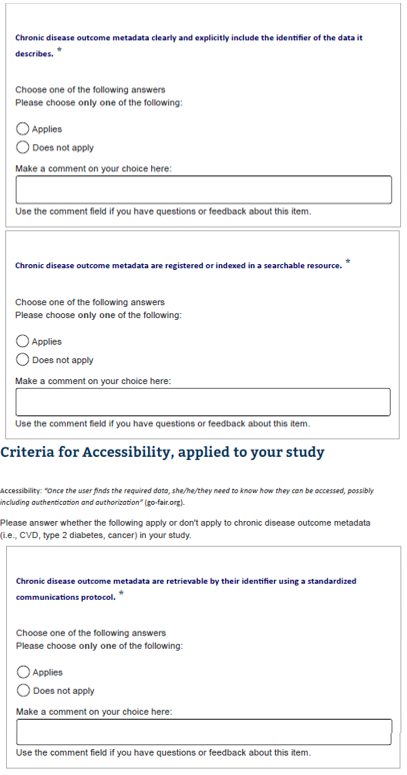 Chronic disease outcome metadata clearly and explicitly include the identifier of the data it
describes. *
Choose one of the following answers
Please choose only one of the following:
Applies
Does not apply
Make a comment on your choice here:
Use the comment field if you have questions or feedback about this item.
Chronic disease outcome metadata are registered or indexed in a searchable resource. *
Choose one of the following answers
Please choose only one of the following:
Applies
Does not apply
Make a comment on your choice here:
Use the comment field if you have questions or feedback about this item.
Criteria for Accessibility, applied to your study
Accessibility: "Once the user finds the required data, she/he/they need to know how they can be accessed, possibly
including authentication and authorization" (go-fair.org).
Please answer whether the following apply or don't apply to chronic disease outcome metadata
(i.e., CVD, type 2 diabetes, cancer) in your study.
Chronic disease outcome metadata are retrievable by their identifier using a standardized
communications protocol. *
Choose one of the following answers
Please choose only one of the following:
Applies
Does not apply
Make a comment on your choice here:
Use the comment field if you have questions or feedback about this item.